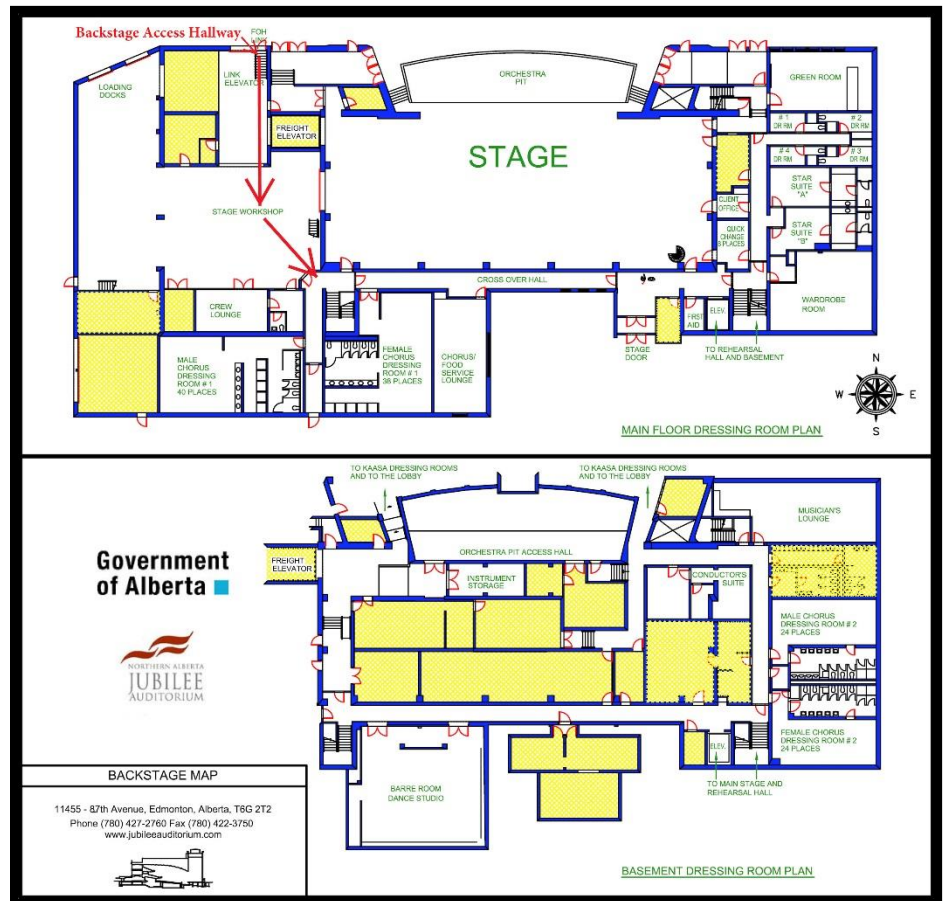 Backstage Access Hallway
FOH
LINK
LOADING
DOCKS
LINK
ELEVATOR
FREIGHT
ELEVATOR
ORCHESTRA
PIT
STAGE
GREEN ROOM
# 1
DR RM
# 2
DR RM
# 4
DR RM
# 3
DR RM
STAR
SUITE
"A"
CLIENT
OFFICE
STAGE WORKSHOP
QUICK
CHANGE
8 PLACES
STAR
SUITE
"B"
CROSS OVER HALL
CREW
LOUNGE
WARDROBE
ROOM
FIRST
AID
ELEV.
STAGE
DOOR
TO REHEARSAL
HALL AND BASEMENT
MALE
CHORUS
DRESSING
ROOM # 1
40 PLACES
FEMALE
CHORUS
DRESSING
ROOM # 1
38 PLACES
CHORUS/
FOOD
SERVICE
LOUNGE
N
W
E
S
MAIN FLOOR DRESSING ROOM PLAN
TO KAASA DRESSING ROOMS
AND TO THE LOBBY
TO KAASA DRESSING ROOMS
AND TO THE LOBBY
MUSICIAN'S
LOUNGE
Government
of Alberta
FREIGHT
ELEVATOR
ORCHESTRA PIT ACCESS HALL
INSTRUMENT
STORAGE
CONDUCTOR'S
SUITE
MALE CHORUS
DRESSING ROOM # 2
24 PLACES
NORTHERN ALBERTA
JUBILEE
AUDITORIUM
FEMALE CHORUS
DRESSING ROOM # 2
24 PLACES
ELEV.
TO MAIN STAGE AND
REHEARSAL HALL
BARRE ROOM
DANCE STUDIO
BACKSTAGE MAP
11455 - 87th Avenue, Edmonton, Alberta, T6G 2T2
Phone (780) 427-2760 Fax (780) 422-3750
www.jubileeauditorium.com
BASEMENT DRESSING ROOM PLAN